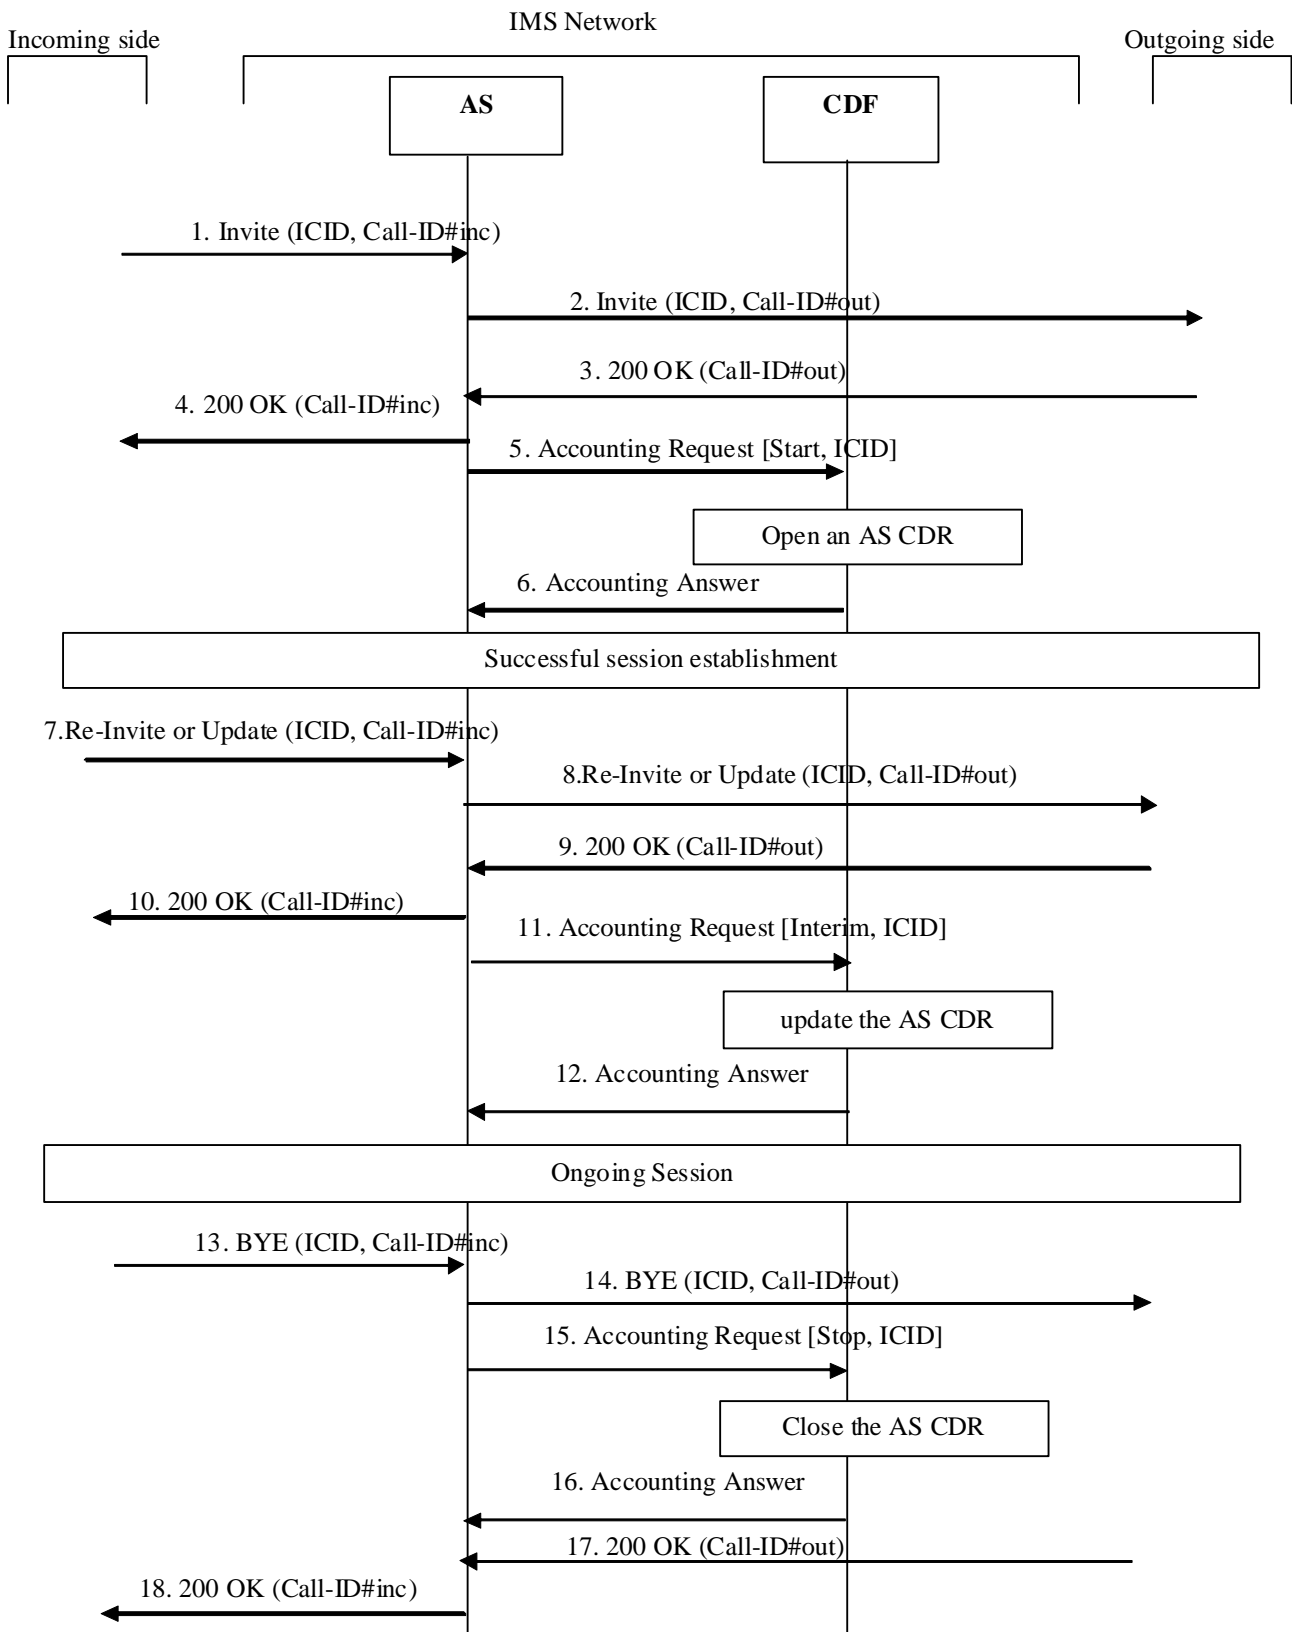 IMS Network
Incoming side
Outgoing side
AS
CDF
1. Invite (ICID, Call-ID#inc)
2. Invite (ICID, Call-ID#out)
3. 200 OK (Call-ID#out)
4. 200 OK (Call-ID#inc)
5. Accounting Request [Start, ICID]
Open an AS CDR
6. Accounting Answer
Successful session establishment
7.Re-Invite or Update (ICID, Call-ID#inc)
8.Re-Invite or Update (ICID, Call-ID#out)
9. 200 OK (Call-ID#out)
10. 200 OK (Call-ID#inc)
11. Accounting Request [Interim, ICID]
update the AS CDR
12. Accounting Answer
Ongoing Session
13. BYE (ICID, Call-ID#inc)
14. BYE (ICID, Call-ID#out)
15. Accounting Request [Stop, ICID]
Close the AS CDR
16. Accounting Answer
17. 200 OK (Call-ID#out)
18. 200 OK (Call-ID#inc)